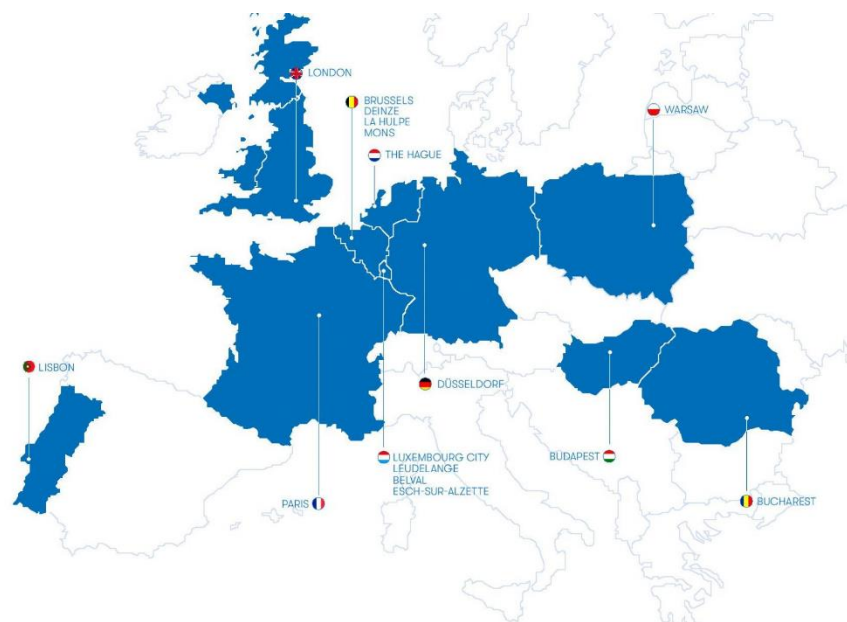 LONDON
BRUSSELS
DEINZE
LA HULPE
MONS
WARSAW
THE HAGUE
LISBON
DÜSSELDORF
LUXEMBOURG CITY
LEUDELANGE
BELVAL
ESCH-SUR-ALZETTE
BUDAPEST
PARIS
BUCHAREST